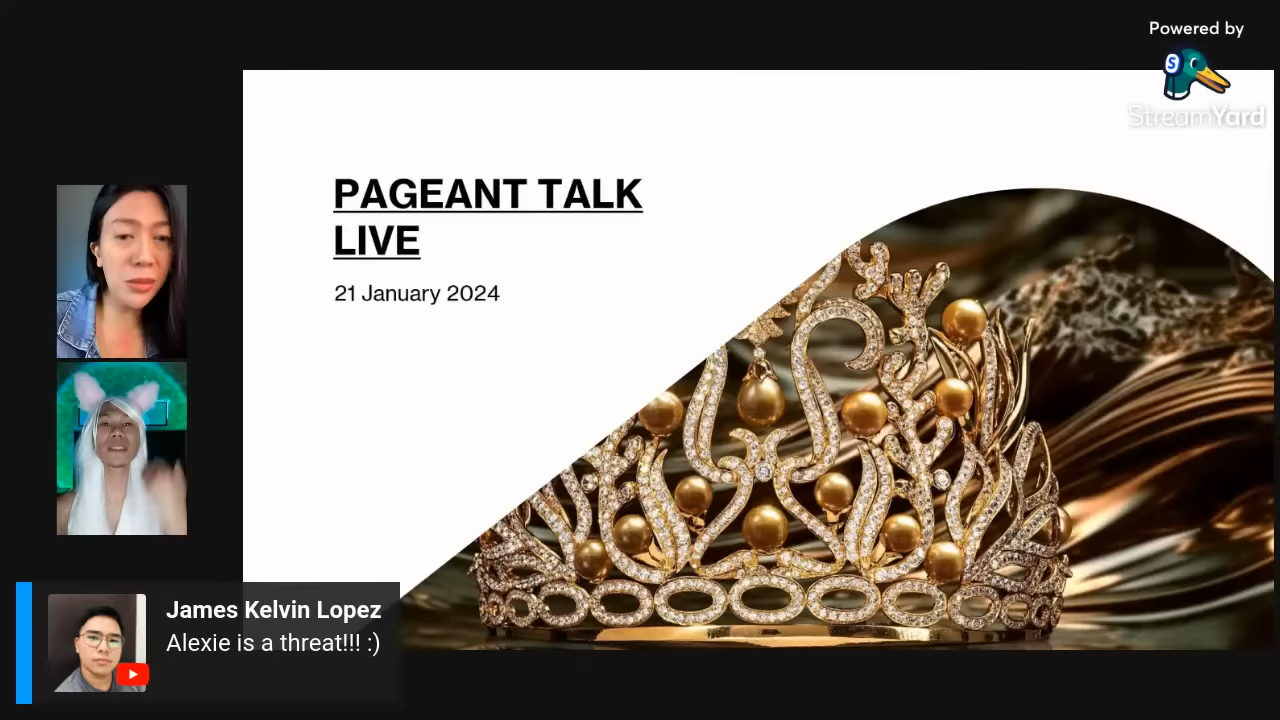 Powered by
S
StreamYard
PAGEANT TALK
LIVE
21 January 2024
James Kelvin Lopez
Alexie is a threat!!! :)